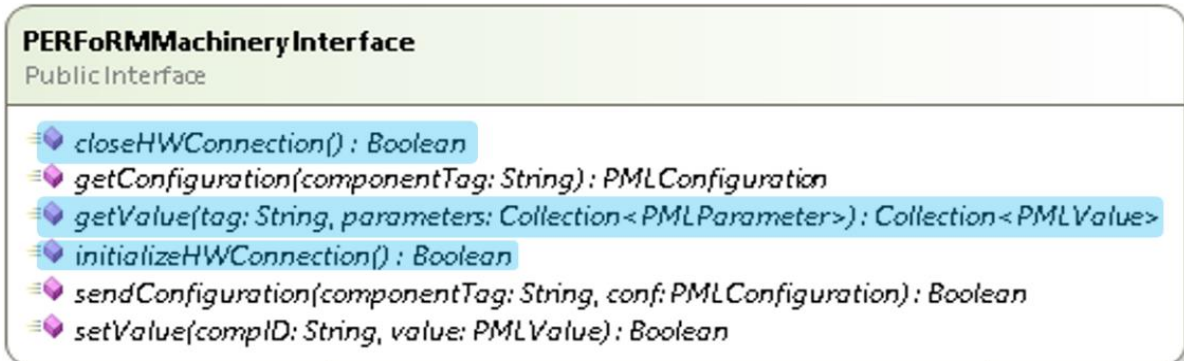 PERFoRMMachineryInterface
Public Interface
closeHWConnection() : Boolean
getConfiguration(componentTag: String) : PMLConfiguration
getValue(tag: String, parameters: Collection<PMLParameter>) : Collection<PMLValue>
initializeHWConnection() : Boolean
sendConfiguration(componentTag: String, conf: PMLConfiguration) : Boolean
setValue(compID: String, value: PMLValue) : Boolean